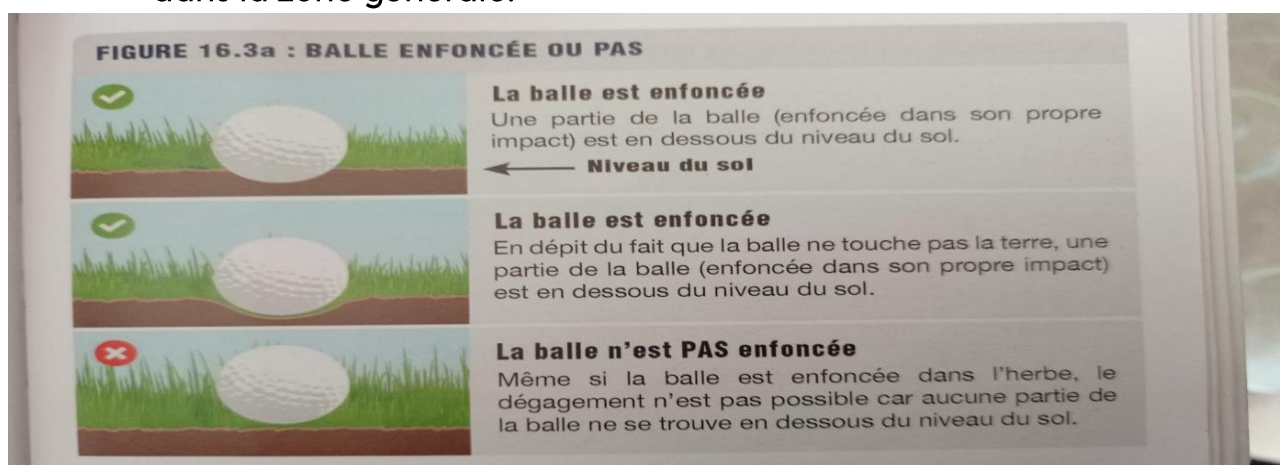 dans la zone générale.
FIGURE 16.3a : BALLE ENFONCÉE OU PAS
La balle est enfoncée
Une partie de la balle (enfoncée dans son propre
impact) est en dessous du niveau du sol.
Niveau du sol
La balle est enfoncée
En dépit du fait que la balle ne touche pas la terre, une
partie de la balle (enfoncée dans son propre impact)
est en dessous du niveau du sol.
La balle n'est PAS enfoncée
Même si la balle est enfoncée dans l'herbe, le
dégagement n'est pas possible car aucune partie de
la balle ne se trouve en dessous du niveau du sol.